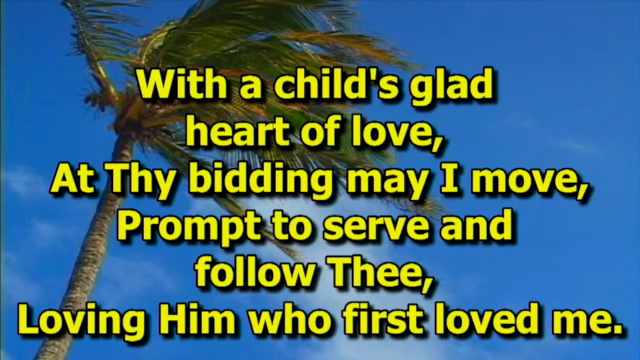 With a child's glad
heart of love,
At Thy bidding may I move,
Prompt to serve and
follow Thee,
Loving Him who first loved me.